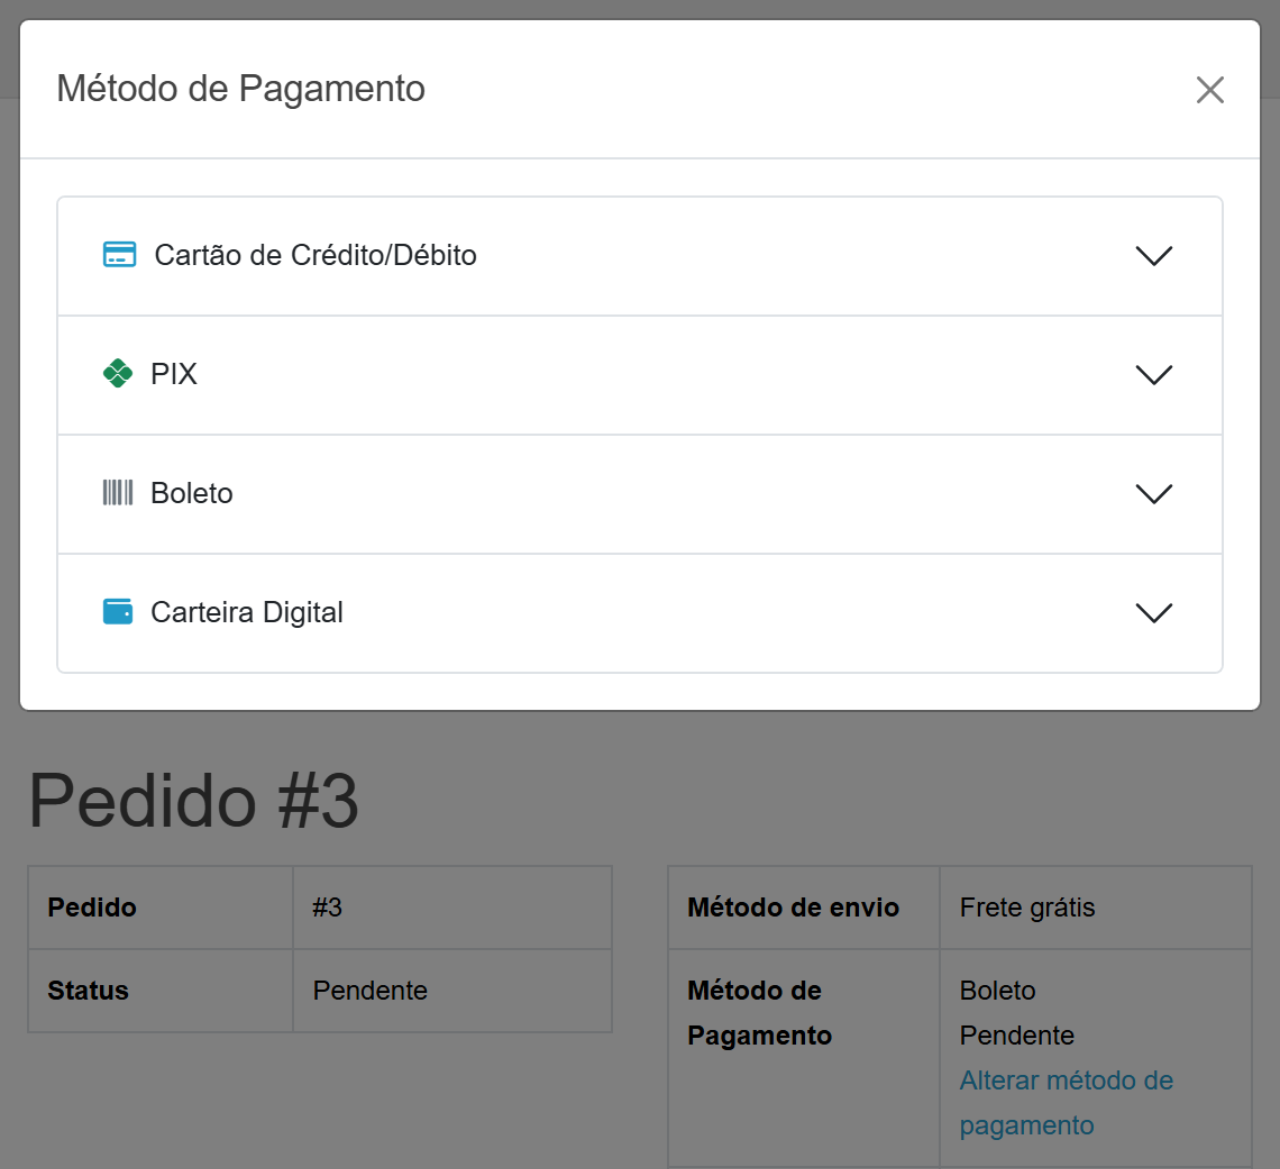 Método de Pagamento
Cartão de Crédito/Débito
PIX
Boleto
Carteira Digital
Pedido #3
Pedido #3
Status Pendente
Método de envio Frete grátis
Método de
Pagamento
Boleto
Pendente
Alterar método de
pagamento